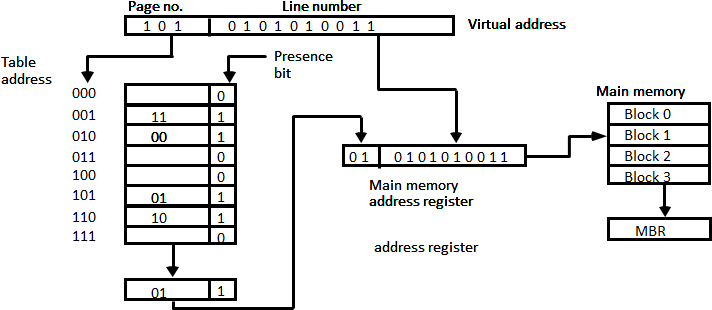 Page no. Line number
1 0 1 0 1 0 1 0 1 0 0 1 1 Virtual address
Table
address
Presence
bit
000 0
001 11 1
010 00 1
011 0
100 0
101 01 1
110 10 1
111 0
01 1
0 1 0 1 0 1 0 1 0 0 1 1
Main memory
address register
address register
Main memory
Block 0
Block 1
Block 2
Block 3
MBR